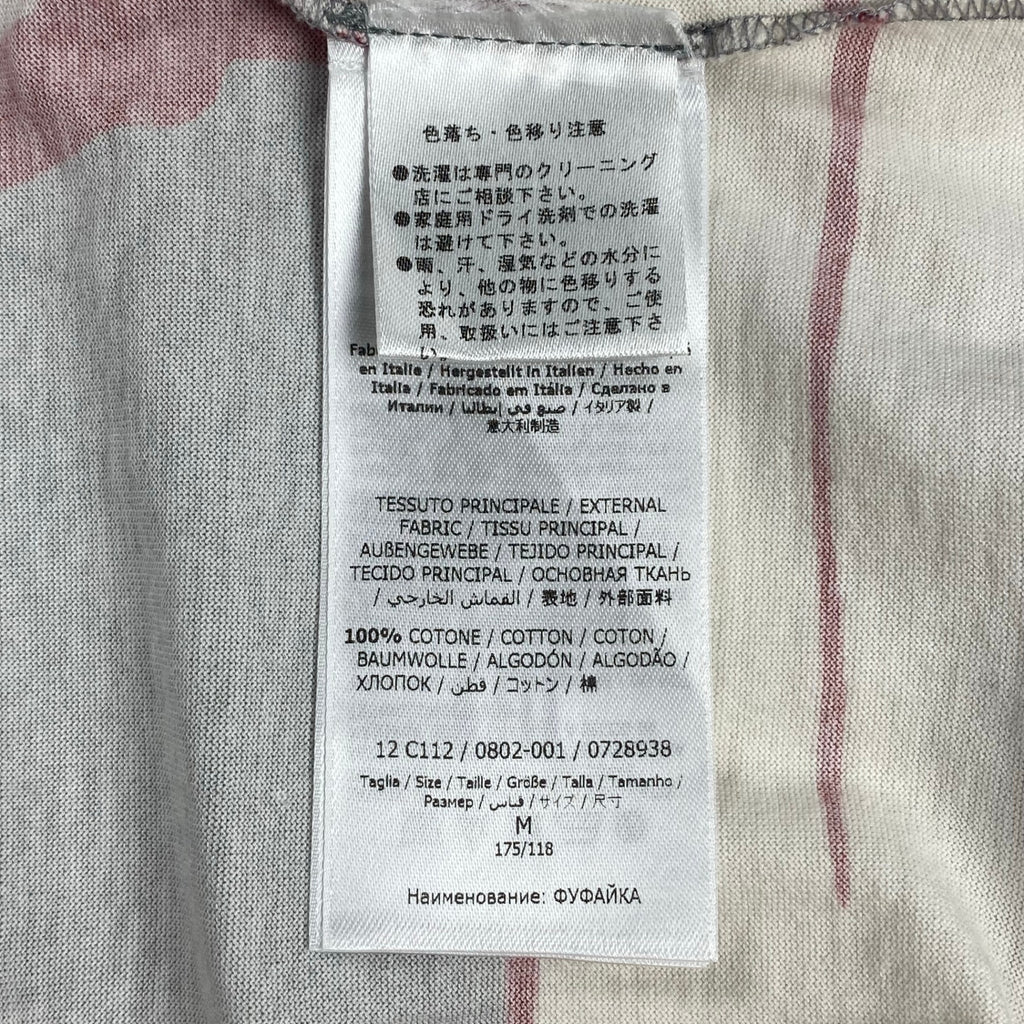 色落ち・色移り注意
●洗濯は専門のクリーニング
店にご相談下さい。
●家庭用ドライ洗剤での洗濯
は避けて下さい。
●雨、汗、湿気などの水分に
より、他の物に色移りする
恐れがありますので、ご使
用、取扱いにはご注意下さ
い。
en Italie / Hergestellt in Italien / Hecho en
Italia / Fabricado em Itália / Сделано в
Италии / صنع في إيطاليا / イタリア製 /
意大利制造
TESSUTO PRINCIPALE / EXTERNAL
FABRIC / TISSU PRINCIPAL /
AUßENGEWEBE / TEJIDO PRINCIPAL /
TECIDO PRINCIPAL / ОСНОВНАЯ ТКАНЬ
/ القماش الخارجي / 表地 / 外部面料
100% COTONE / COTTON / COTON /
BAUMWOLLE / ALGODÓN / ALGODÃO /
ХЛОПОК / قطن / コットン / 棉
12 C112 / 0802-001 / 0728938
Taglia / Size / Taille / Größe / Talla / Tamanho /
Размер / قياس / サイズ / 尺寸
M
175/118
Наименование: ФУФАЙКА